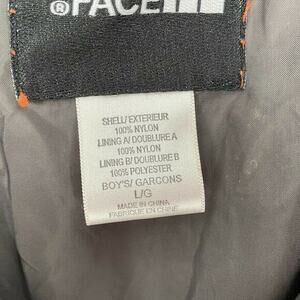 ®FACE
SHELL/EXTERIEUR
100% NYLON
LINING A/ DOUBLURE A
100% NYLON
LINING B/ DOUBLURE B
100% POLYESTER
BOY'S/ GARCONS
L/G
MADE IN CHINA
FABRIQUE EN CHINE